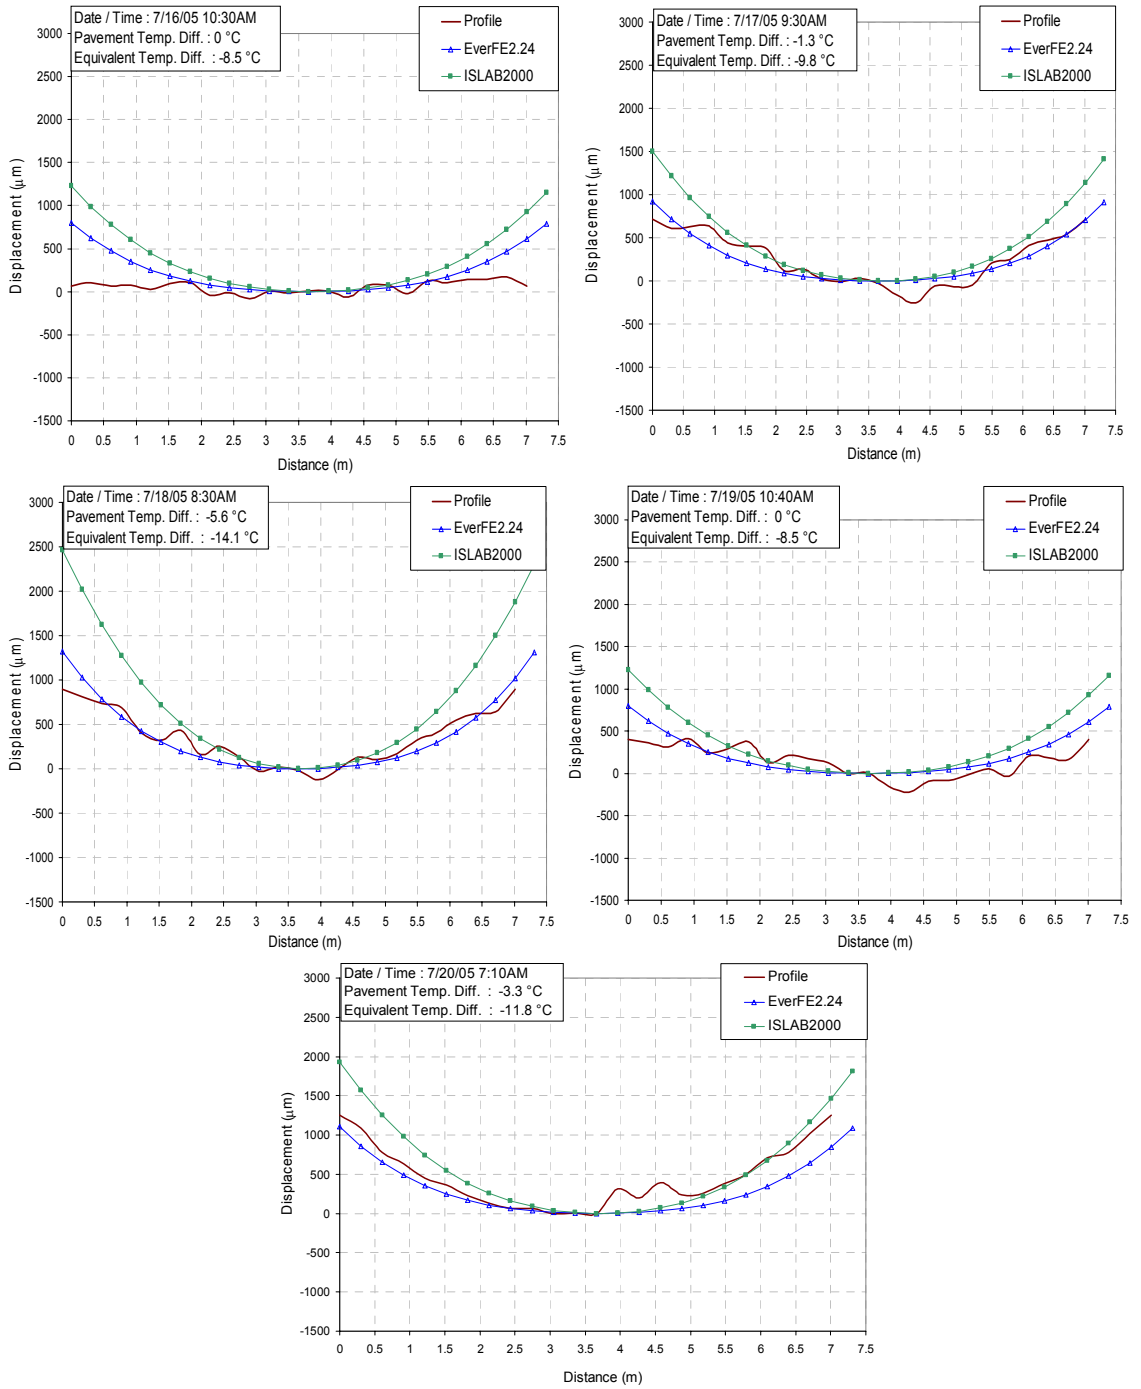 Date / Time : 7/16/05 10:30AM
Pavement Temp. Diff. : 0 °C
Equivalent Temp. Diff. : -8.5 °C
Profile
EverFE2.24
ISLAB2000
3000
2500
2000
1500
1000
500
0
-500
-1000
-1500
Displacement (μm)
0 0.5 1 1.5 2 2.5 3 3.5 4 4.5 5 5.5 6 6.5 7 7.5
Distance (m)
Date / Time : 7/17/05 9:30AM
Pavement Temp. Diff. : -1.3 °C
Equivalent Temp. Diff. : -9.8 °C
Profile
EverFE2.24
ISLAB2000
3000
2500
2000
1500
1000
500
0
-500
-1000
-1500
Displacement (μm)
0 0.5 1 1.5 2 2.5 3 3.5 4 4.5 5 5.5 6 6.5 7 7.5
Distance (m)
Date / Time : 7/18/05 8:30AM
Pavement Temp. Diff. : -5.6 °C
Equivalent Temp. Diff. : -14.1 °C
Profile
EverFE2.24
ISLAB2000
3000
2500
2000
1500
1000
500
0
-500
-1000
-1500
Displacement (μm)
0 0.5 1 1.5 2 2.5 3 3.5 4 4.5 5 5.5 6 6.5 7 7.5
Distance (m)
Date / Time : 7/19/05 10:40AM
Pavement Temp. Diff. : 0 °C
Equivalent Temp. Diff. : -8.5 °C
Profile
EverFE2.24
ISLAB2000
3000
2500
2000
1500
1000
500
0
-500
-1000
-1500
Displacement (μm)
0 0.5 1 1.5 2 2.5 3 3.5 4 4.5 5 5.5 6 6.5 7 7.5
Distance (m)
Date / Time : 7/20/05 7:10AM
Pavement Temp. Diff. : -3.3 °C
Equivalent Temp. Diff. : -11.8 °C
Profile
EverFE2.24
ISLAB2000
3000
2500
2000
1500
1000
500
0
-500
-1000
-1500
Displacement (μm)
0 0.5 1 1.5 2 2.5 3 3.5 4 4.5 5 5.5 6 6.5 7 7.5
Distance (m)